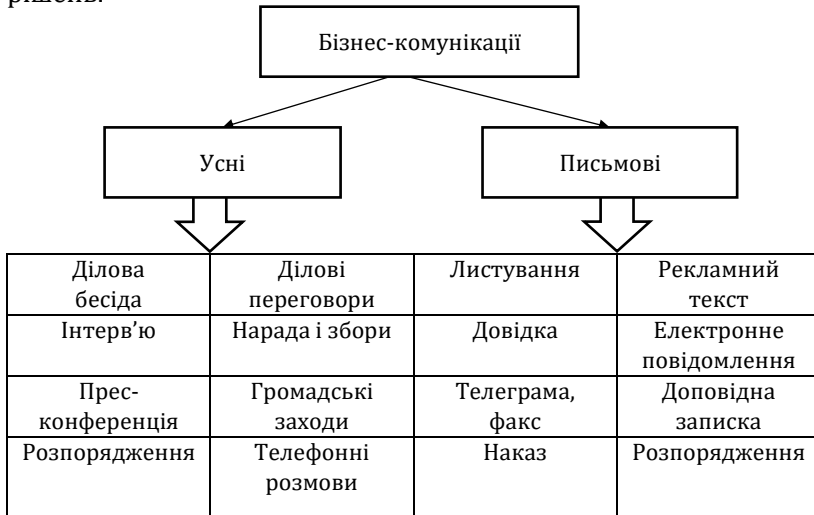 рішень.
Бізнес-комунікації
Усні
Письмові
Ділова
бесіда
Ділові
переговори
Листування
Рекламний
текст
Інтерв’ю
Нарада і збори
Довідка
Електронне
повідомлення
Прес-
конференція
Громадські
заходи
Телеграма,
факс
Доповідна
записка
Розпорядження
Телефонні
розмови
Наказ
Розпорядження